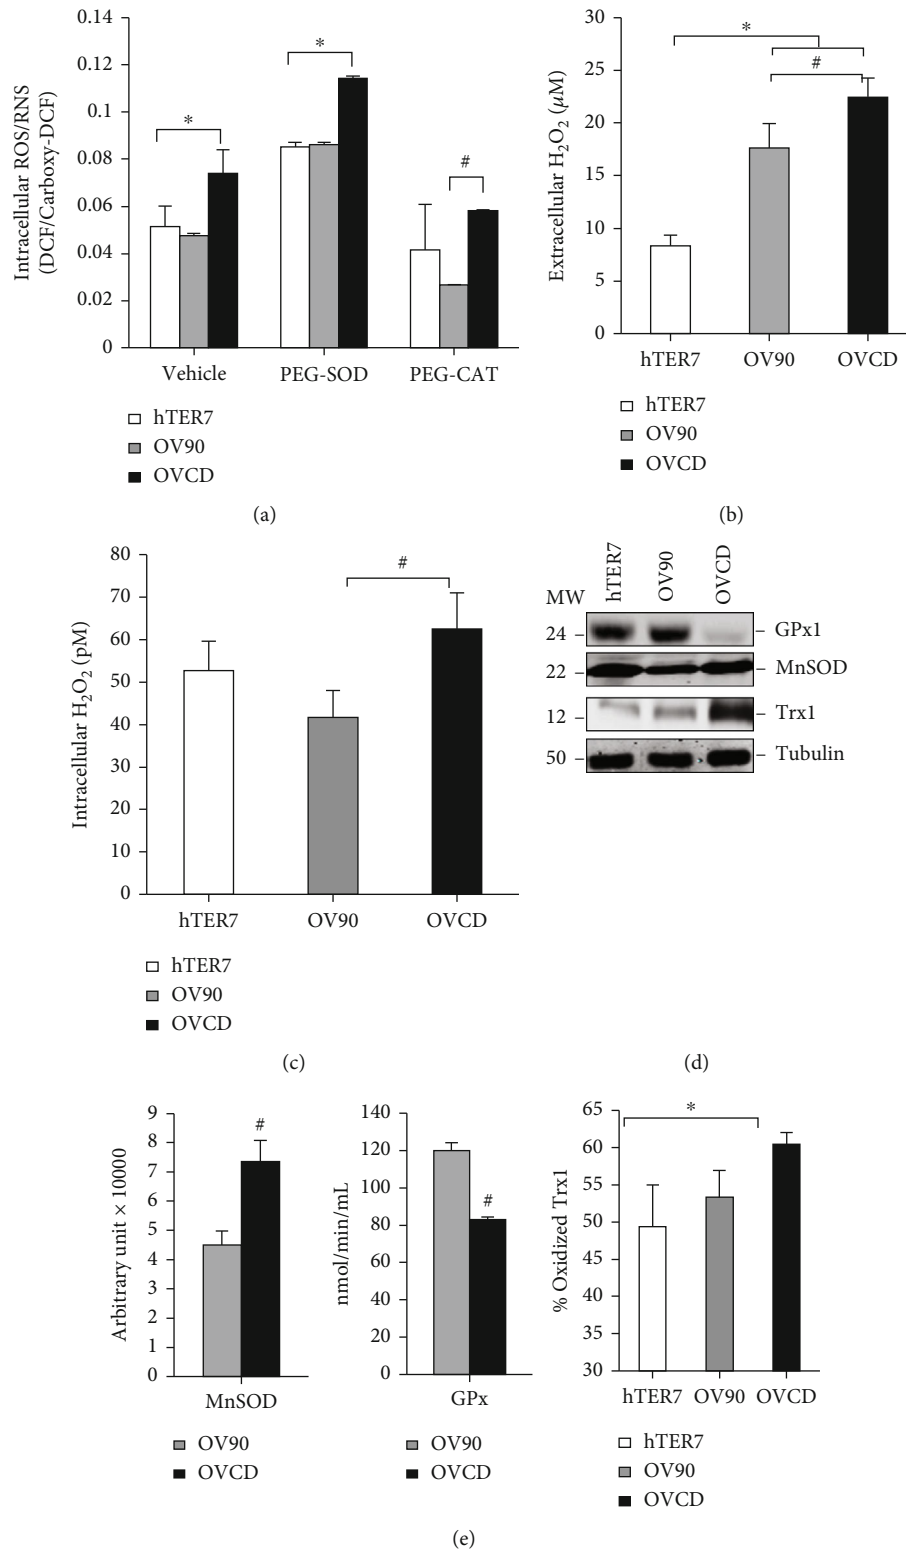 0.14
0.12
0.1
0.08
0.06
0.04
0.02
0
Intracellular ROS/RNS
(DCF/Carboxy-DCF)
*
*
#
Vehicle PEG-SOD PEG-CAT
hTER7
OV90
OVCD
(a)
30
25
20
15
10
5
0
Extracellular H₂O₂ (μM)
*
#
hTER7 OV90 OVCD
hTER7
OV90
OVCD
(b)
80
70
60
50
40
30
20
10
0
Intracellular H₂O₂ (pM)
#
hTER7 OV90 OVCD
hTER7
OV90
OVCD
(c)
MW hTER7 OV90 OVCD
24 GPx1
22 MnSOD
12 Trx1
50 Tubulin
(d)
9
8
7
6
5
4
3
2
1
0
Arbitrary unit × 10000
#
MnSOD
OV90
OVCD
140
120
100
80
60
40
20
0
nmol/min/mL
#
GPx
OV90
OVCD
65
60
55
50
45
40
35
30
% Oxidized Trx1
*
hTER7 OV90 OVCD
hTER7
OV90
OVCD
(e)